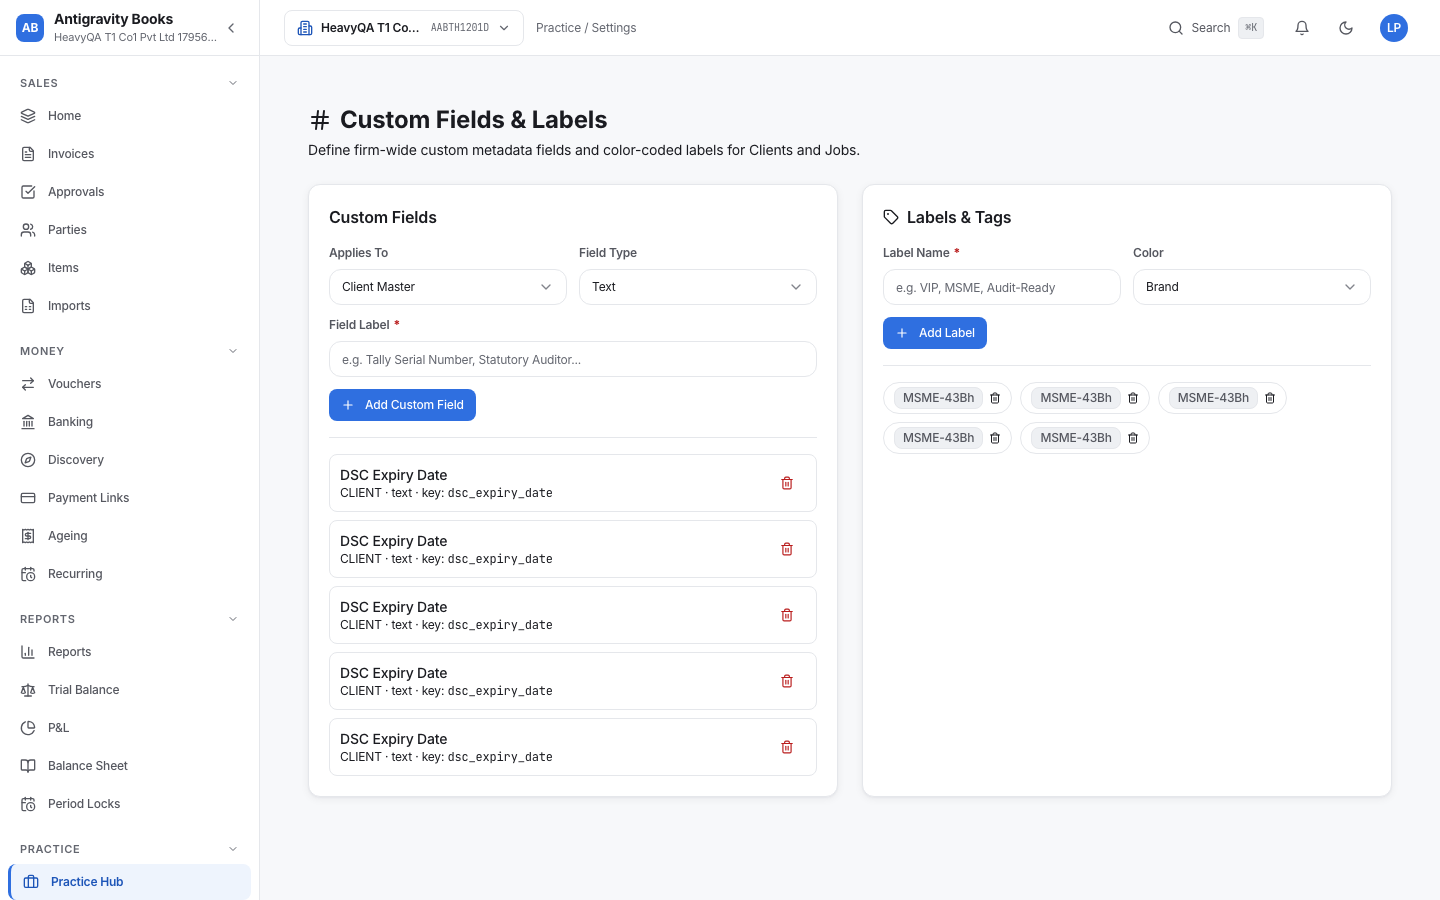 AB
Antigravity Books
HeavyQA T1 Co1 Pvt Ltd 17956...
SALES
Home
Invoices
Approvals
Parties
Items
Imports
MONEY
Vouchers
Banking
Discovery
Payment Links
Ageing
Recurring
REPORTS
Reports
Trial Balance
P&L
Balance Sheet
Period Locks
PRACTICE
Practice Hub
HeavyQA T1 Co... AABTH1201D
Practice / Settings
Search ⌘K
LP
Custom Fields & Labels
Define firm-wide custom metadata fields and color-coded labels for Clients and Jobs.
Custom Fields
Applies To Field Type
Client Master Text
Field Label *
e.g. Tally Serial Number, Statutory Auditor...
+ Add Custom Field
DSC Expiry Date
CLIENT · text · key: dsc_expiry_date
DSC Expiry Date
CLIENT · text · key: dsc_expiry_date
DSC Expiry Date
CLIENT · text · key: dsc_expiry_date
DSC Expiry Date
CLIENT · text · key: dsc_expiry_date
DSC Expiry Date
CLIENT · text · key: dsc_expiry_date
Labels & Tags
Label Name * Color
e.g. VIP, MSME, Audit-Ready Brand
+ Add Label
MSME-43Bh MSME-43Bh MSME-43Bh
MSME-43Bh MSME-43Bh